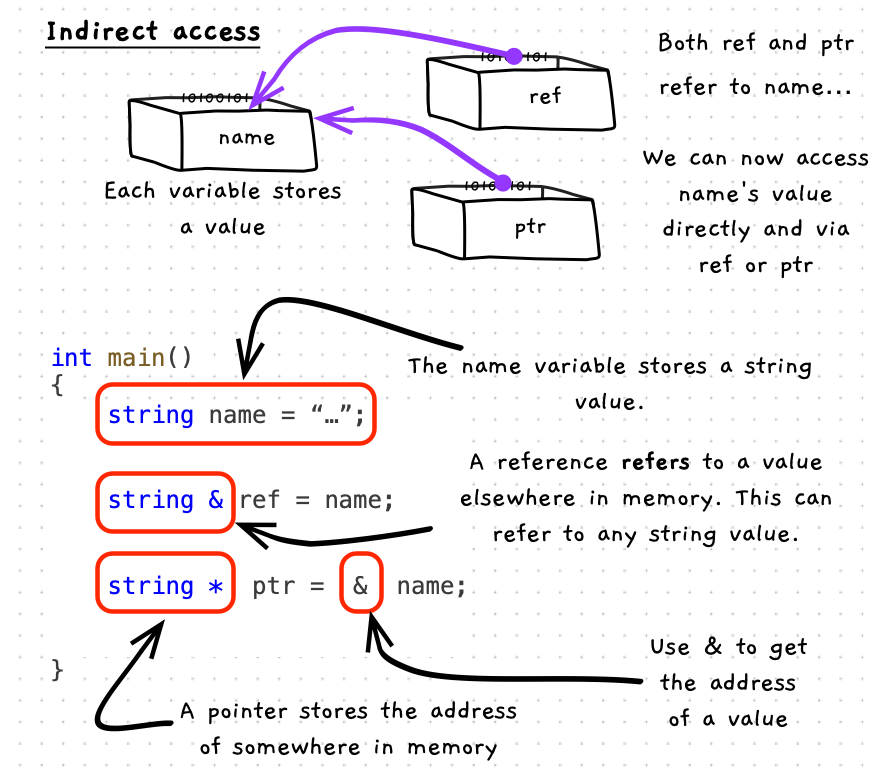 Indirect access
10100101
name
Each variable stores
a value
ref
ptr
Both ref and ptr
refer to name...
We can now access
name's value
directly and via
ref or ptr
int main()
{
string name = “…”;
string & ref = name;
string * ptr = & name;
}
The name variable stores a string
value.
A reference refers to a value
elsewhere in memory. This can
refer to any string value.
Use & to get
the address
of a value
A pointer stores the address
of somewhere in memory